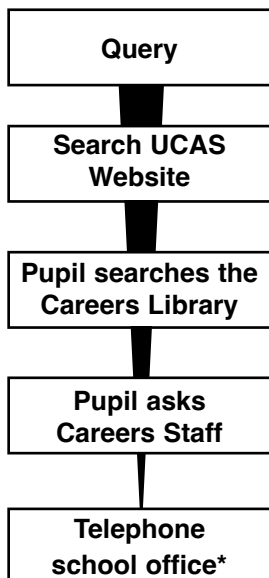 Query
Search UCAS
Website
Pupil searches the
Careers Library
Pupil asks
Careers Staff
Telephone
school office*